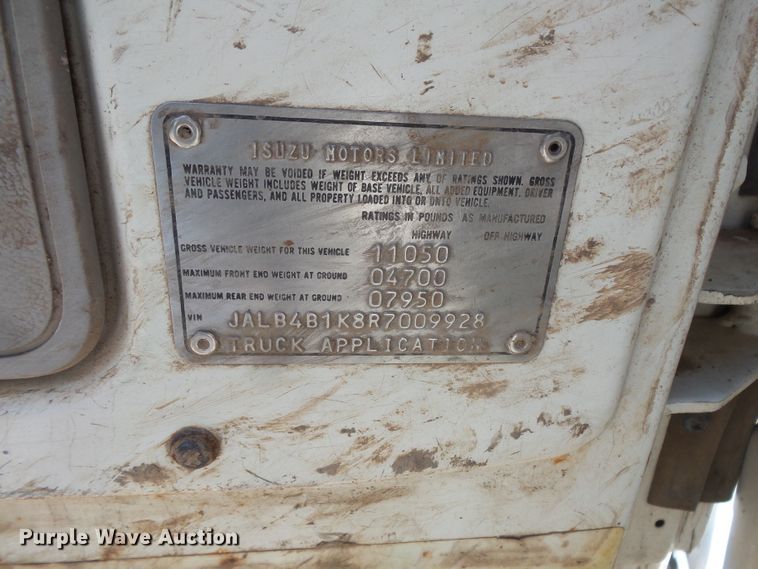 ISUZU MOTORS LIMITED
WARRANTY MAY BE VOIDED IF WEIGHT EXCEEDS ANY OF RATINGS SHOWN. GROSS
VEHICLE WEIGHT INCLUDES WEIGHT OF BASE VEHICLE, ALL ADDED EQUIPMENT, DRIVER
AND PASSENGERS, AND ALL PROPERTY LOADED INTO OR ONTO VEHICLE.
RATINGS IN POUNDS AS MANUFACTURED
HIGHWAY OFF HIGHWAY
GROSS VEHICLE WEIGHT FOR THIS VEHICLE 11050
MAXIMUM FRONT END WEIGHT AT GROUND 04700
MAXIMUM REAR END WEIGHT AT GROUND 07950
VIN JALB4B1K8R7009928
TRUCK APPLICATION
Purple Wave Auction